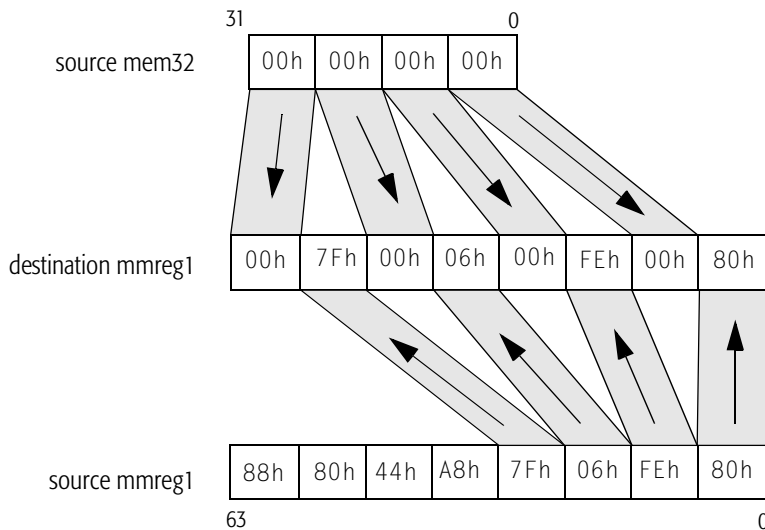 31 0
source mem32 00h 00h 00h 00h
destination mmreg1 00h 7Fh 00h 06h 00h FEh 00h 80h
source mmreg1 88h 80h 44h A8h 7Fh 06h FEh 80h
63 0